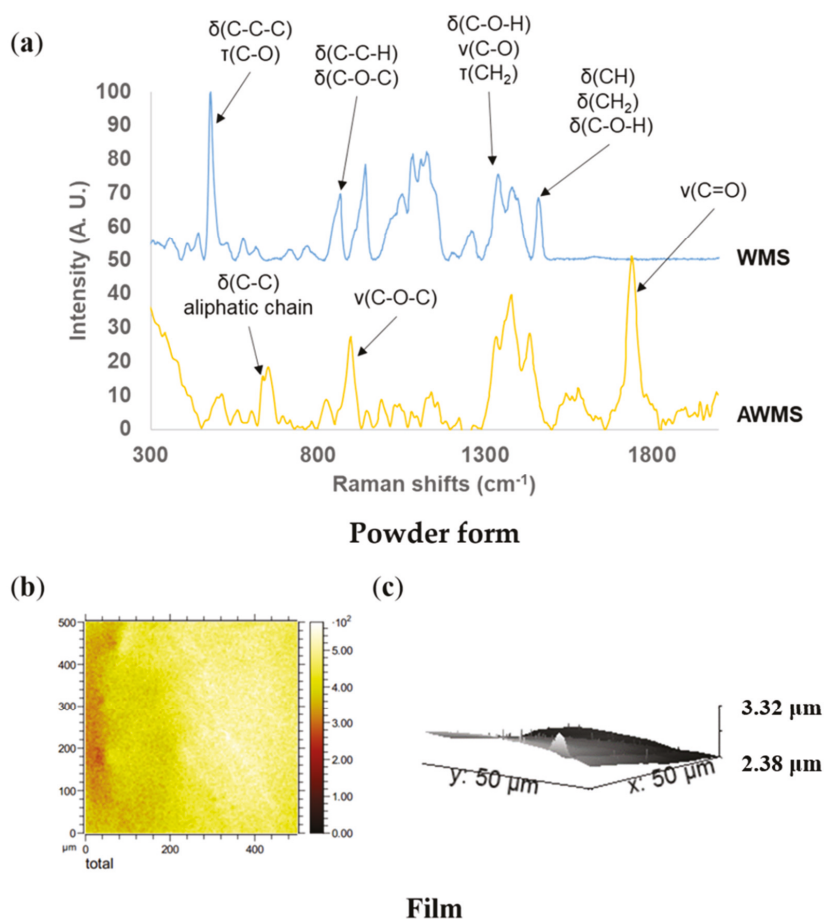 (a)
δ(C-C-C)
τ(C-O)
δ(C-C-H)
δ(C-O-C)
δ(C-O-H)
ν(C-O)
τ(CH₂)
δ(CH)
δ(CH₂)
δ(C-O-H)
ν(C=O)
100
90
80
70
60
50
40
30
20
10
0
Intensity (A. U.)
WMS
δ(C-C)
aliphatic chain
ν(C-O-C)
AWMS
300 800 1300 1800
Raman shifts (cm⁻¹)
Powder form
(b)
500
400
300
200
100
0
µm 0 200 400
total
·10²
5.00
4.00
3.00
2.00
1.00
0.00
(c)
3.32 µm
2.38 µm
y: 50 µm
x: 50 µm
Film